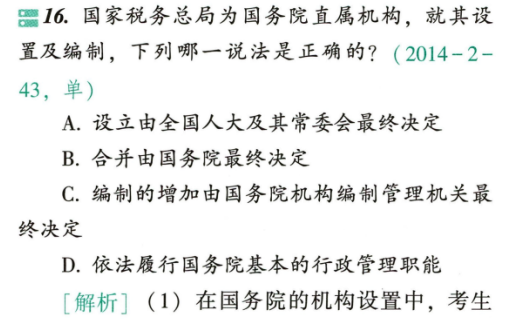 16. 国家税务总局为国务院直属机构，就其设
置及编制，下列哪一说法是正确的？（2014－2－
43，单）
A. 设立由全国人大及其常委会最终决定
B. 合并由国务院最终决定
C. 编制的增加由国务院机构编制管理机关最
终决定
D. 依法履行国务院基本的行政管理职能
［解析］（1）在国务院的机构设置中，考生